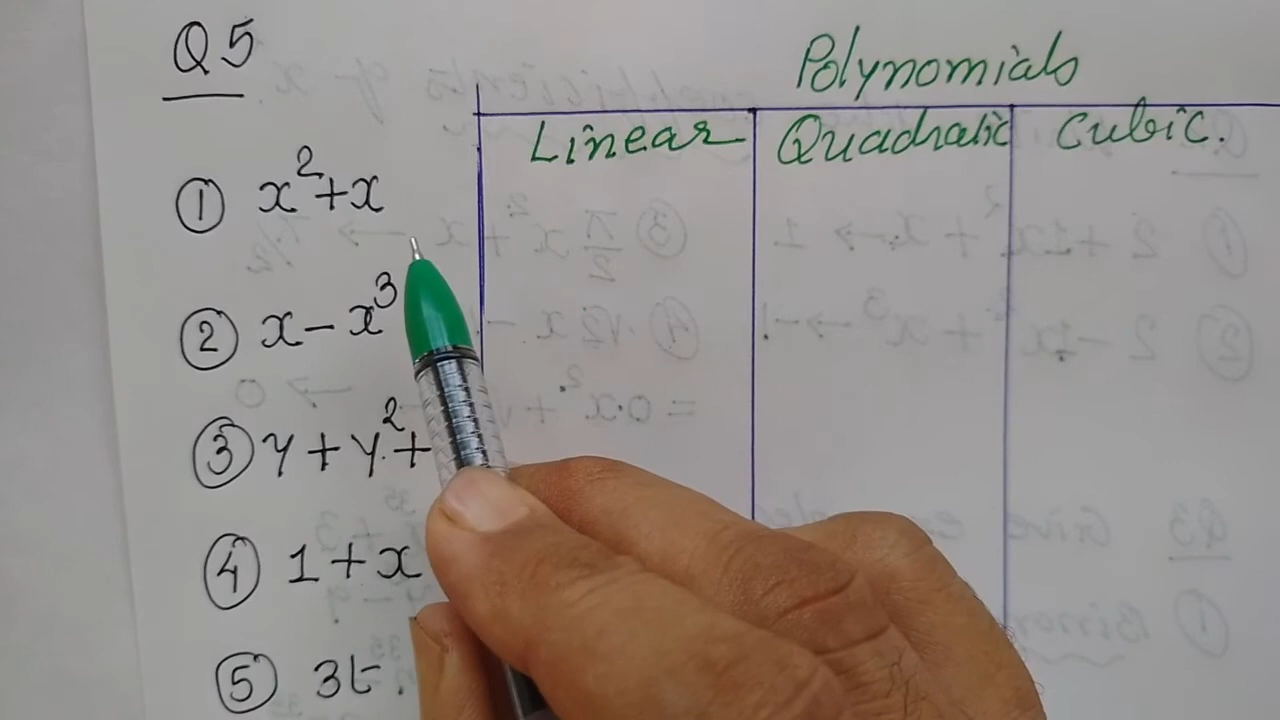 Q5
Polynomials
Linear Quadratic Cubic.
① x²+x
② x-x³
③ y+y²+
④ 1+x
⑤ 3t.